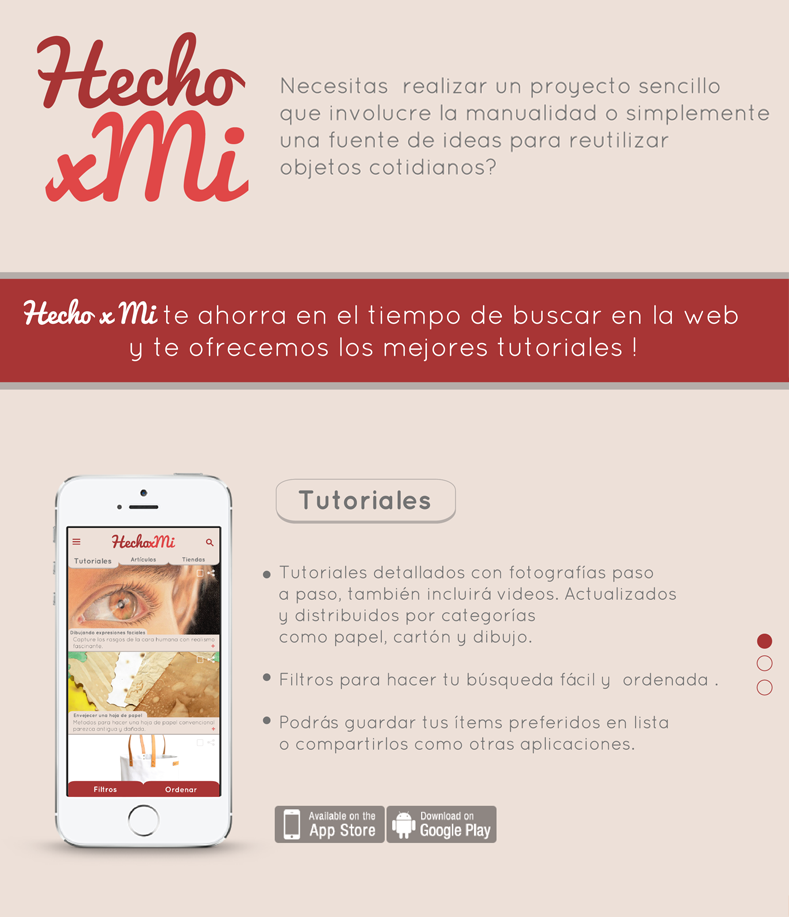 Hecho
xMi
Necesitas realizar un proyecto sencillo
que involucre la manualidad o simplemente
una fuente de ideas para reutilizar
objetos cotidianos?
Hecho x Mi te ahorra en el tiempo de buscar en la web
y te ofrecemos los mejores tutoriales !
HechoxMi
Tutoriales Artículos Tiendas
Dibujando expresiones faciales
Capture los rasgos de la cara humana con realismo
fascinante.
Envejecer una hoja de papel
Metodos para hacer una hoja de papel convencional
parezca antigua y dañada.
Filtros Ordenar
Tutoriales
Tutoriales detallados con fotografías paso
a paso, también incluirá videos. Actualizados
y distribuidos por categorías
como papel, cartón y dibujo.
Filtros para hacer tu búsqueda fácil y ordenada .
Podrás guardar tus ítems preferidos en lista
o compartirlos como otras aplicaciones.
Available on the
App Store
Download on
Google Play